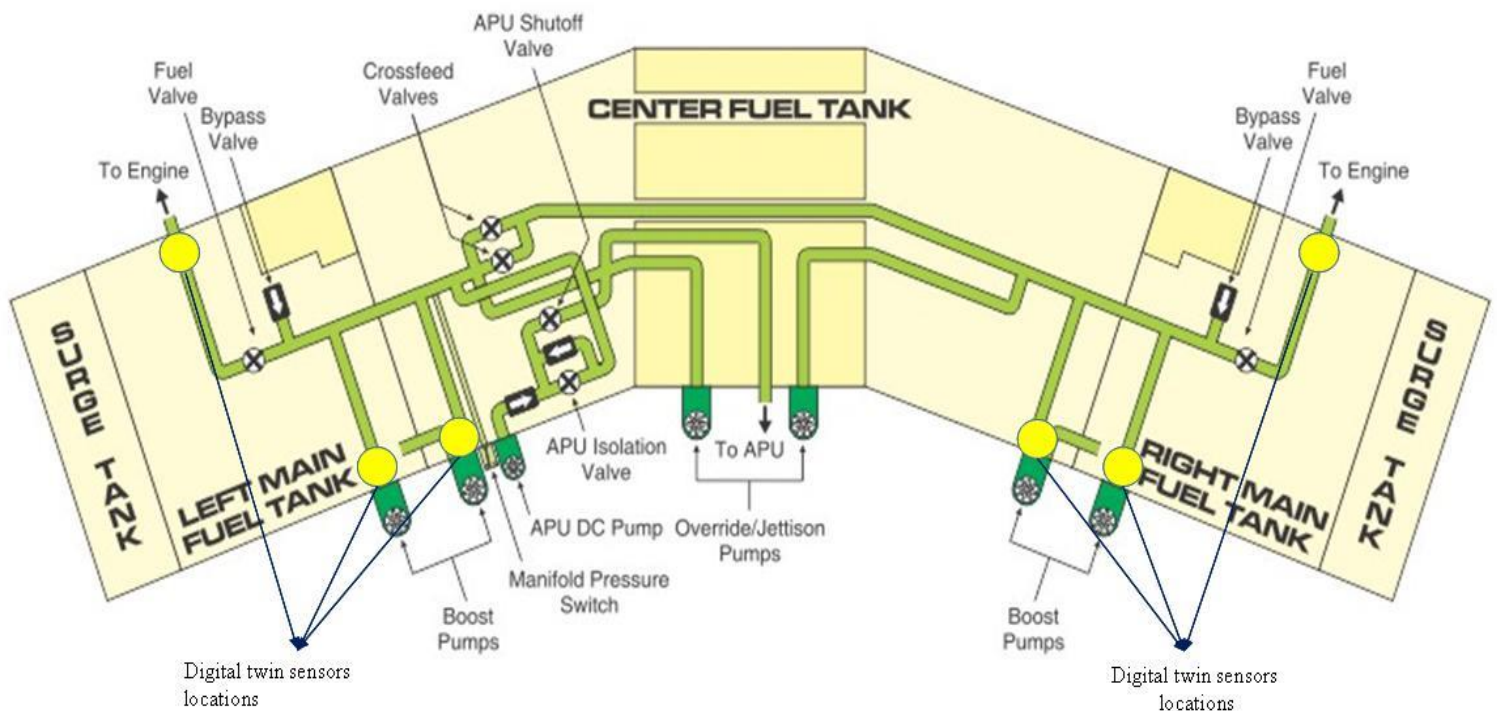 APU Shutoff
Valve
Fuel
Valve
Crossfeed
Valves
Bypass
Valve
To Engine
CENTER FUEL TANK
Fuel
Valve
Bypass
Valve
To Engine
SURGE TANK
LEFT MAIN
FUEL TANK
APU Isolation
Valve
To APU
RIGHT MAIN
FUEL TANK
SURGE TANK
APU DC Pump
Override/Jettison
Pumps
Manifold Pressure
Switch
Boost
Pumps
Boost
Pumps
Digital twin sensors
locations
Digital twin sensors
locations